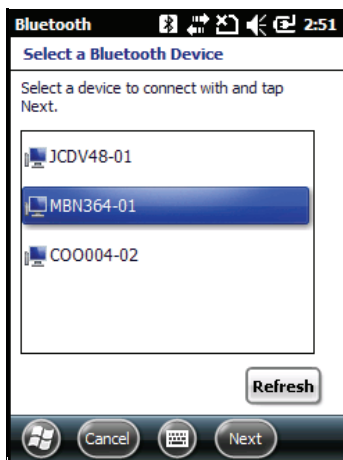 Bluetooth 2:51
Select a Bluetooth Device
Select a device to connect with and tap
Next.
JCDV48-01
MBN364-01
COO004-02
Refresh
Cancel Next